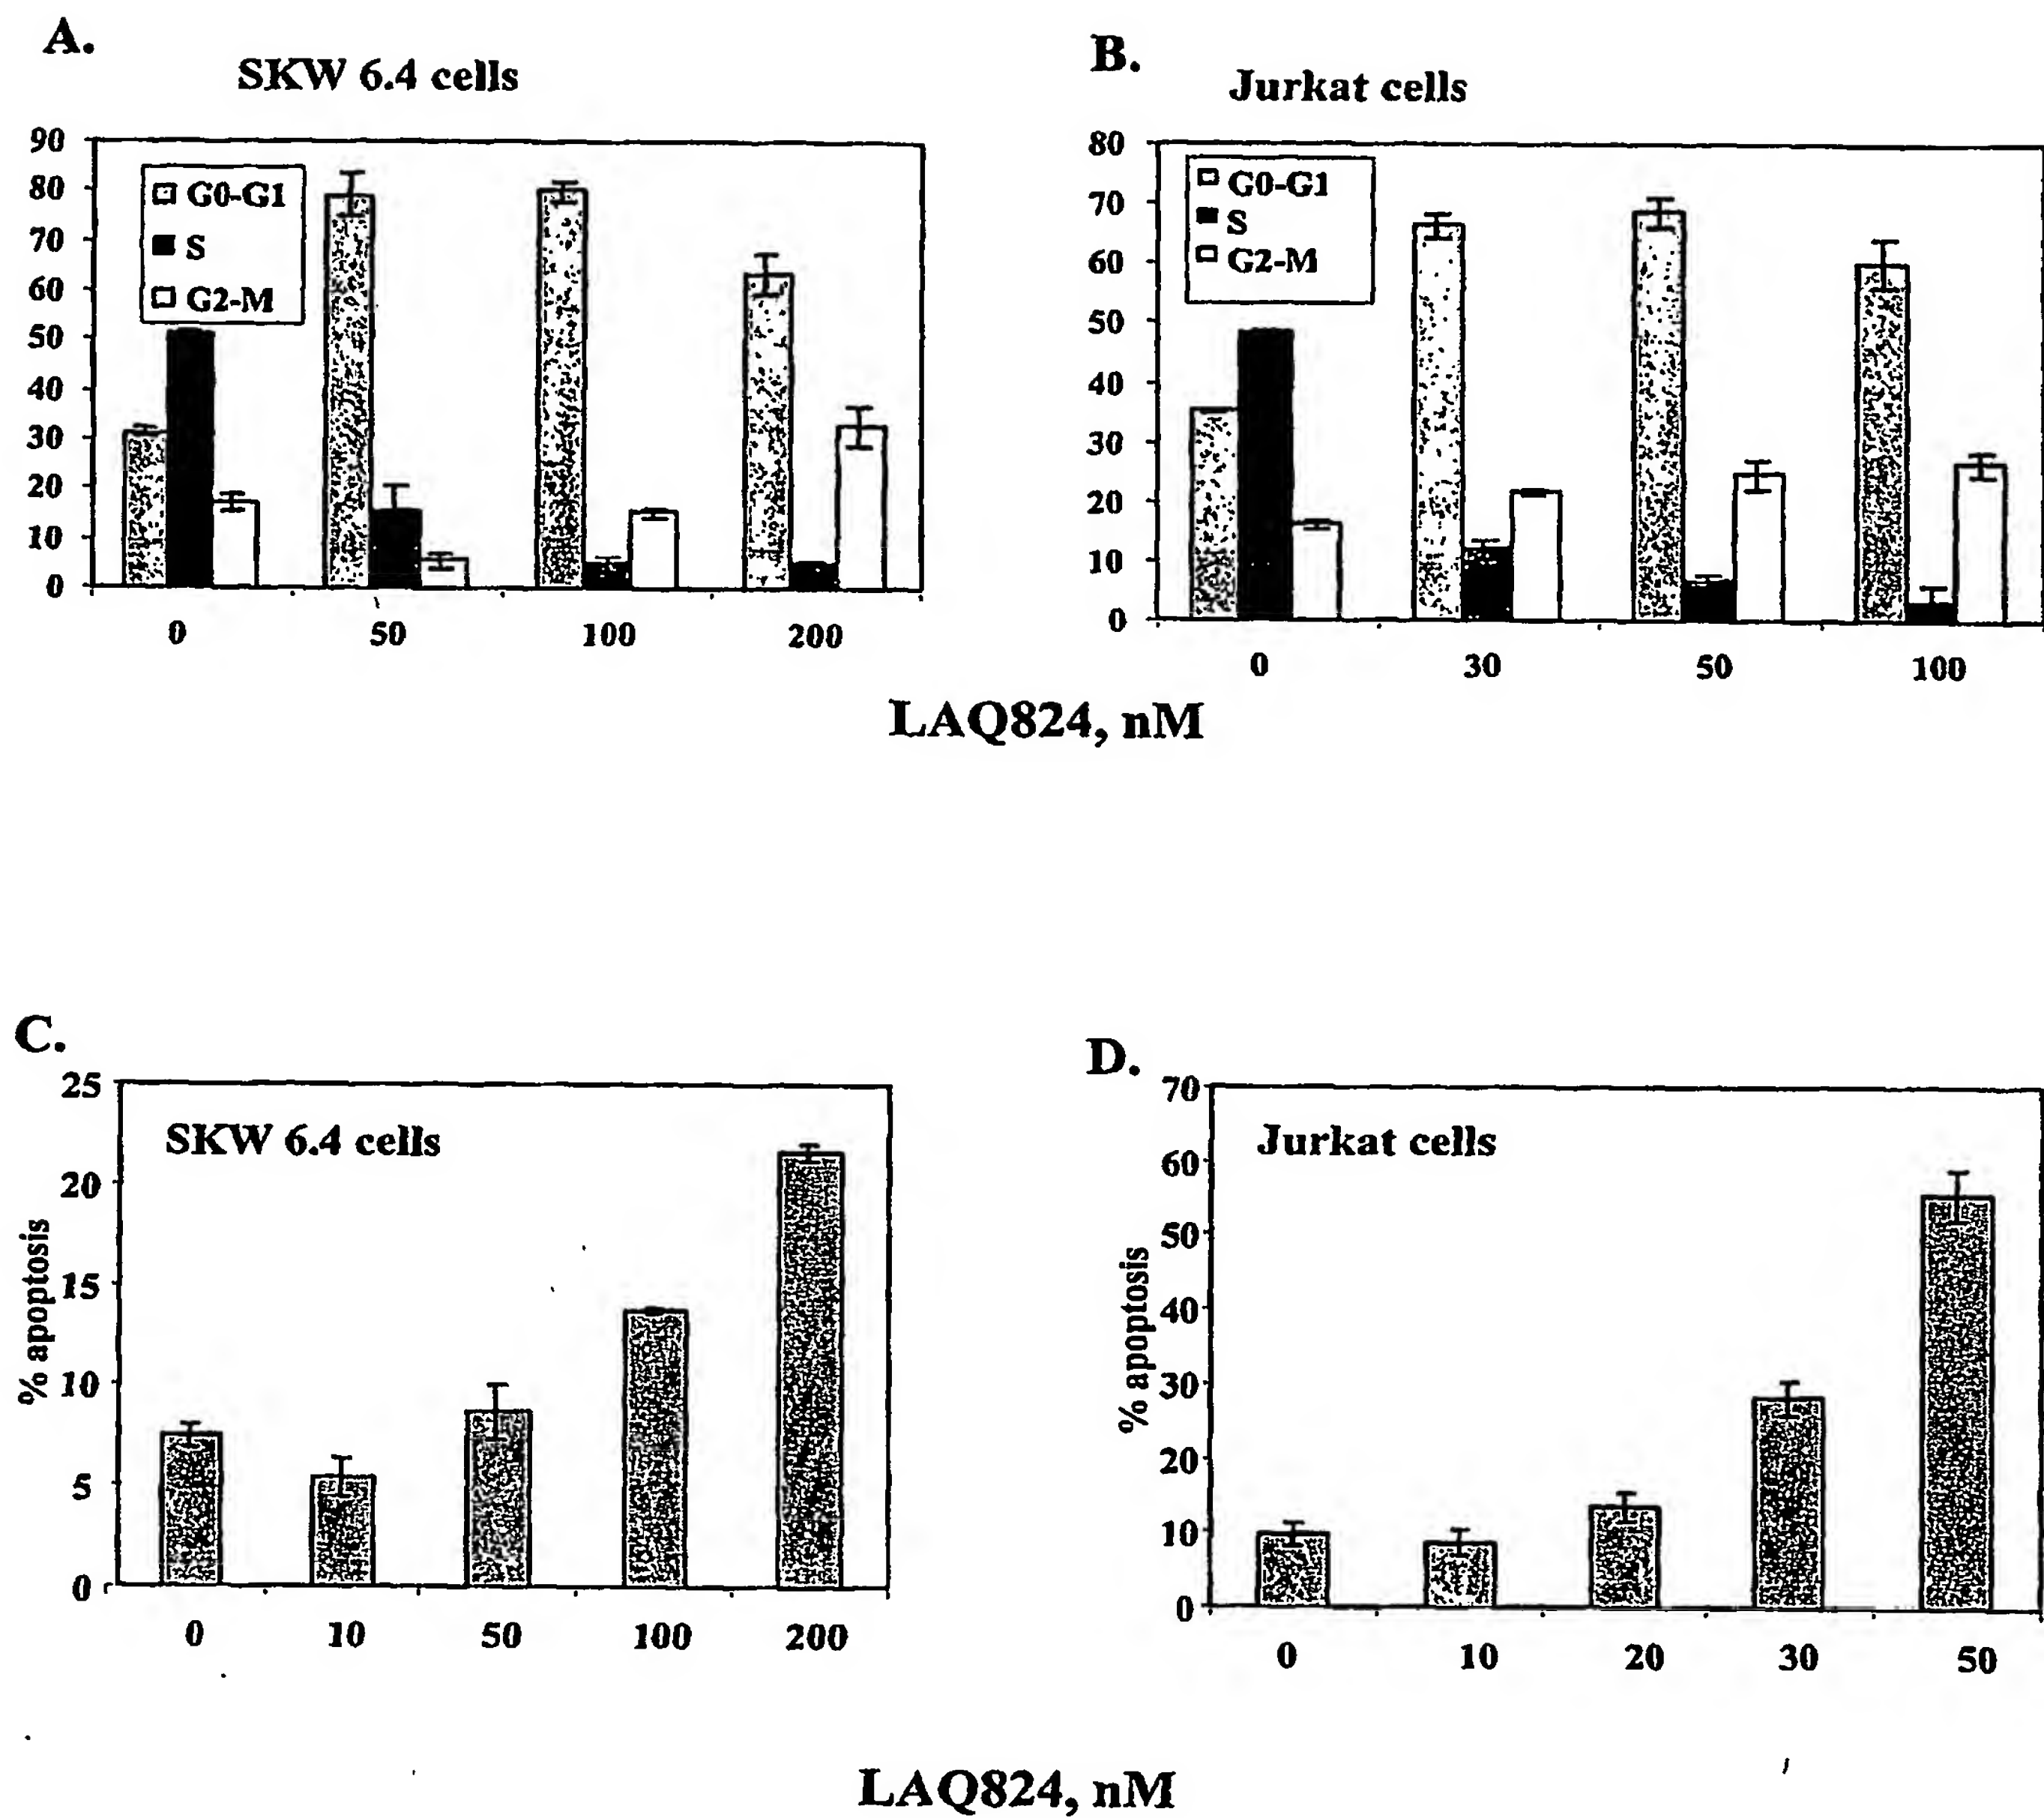 A.
SKW 6.4 cells
90
80
70
60
50
40
30
20
10
0
G0-G1
S
G2-M
0 50 100 200
B.
Jurkat cells
80
70
60
50
40
30
20
10
0
G0-G1
S
G2-M
0 30 50 100
LAQ824, nM
C.
SKW 6.4 cells
% apoptosis
25
20
15
10
5
0
0 10 50 100 200
D.
Jurkat cells
% apoptosis
70
60
50
40
30
20
10
0
0 10 20 30 50
LAQ824, nM